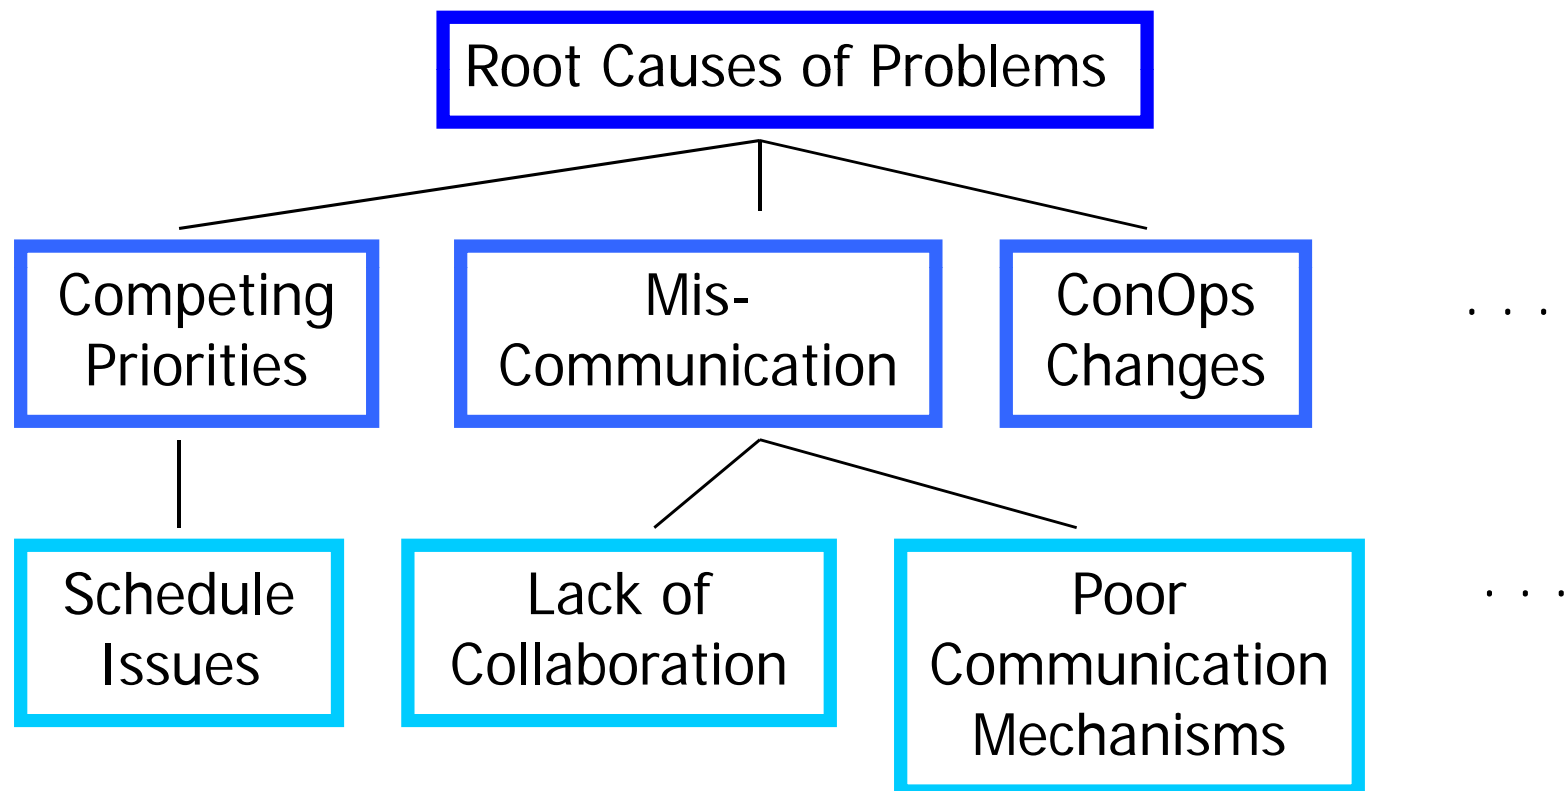 Root Causes of Problems
Competing
Priorities
Mis-
Communication
ConOps
Changes
. . .
Schedule
Issues
Lack of
Collaboration
Poor
Communication
Mechanisms
. . .